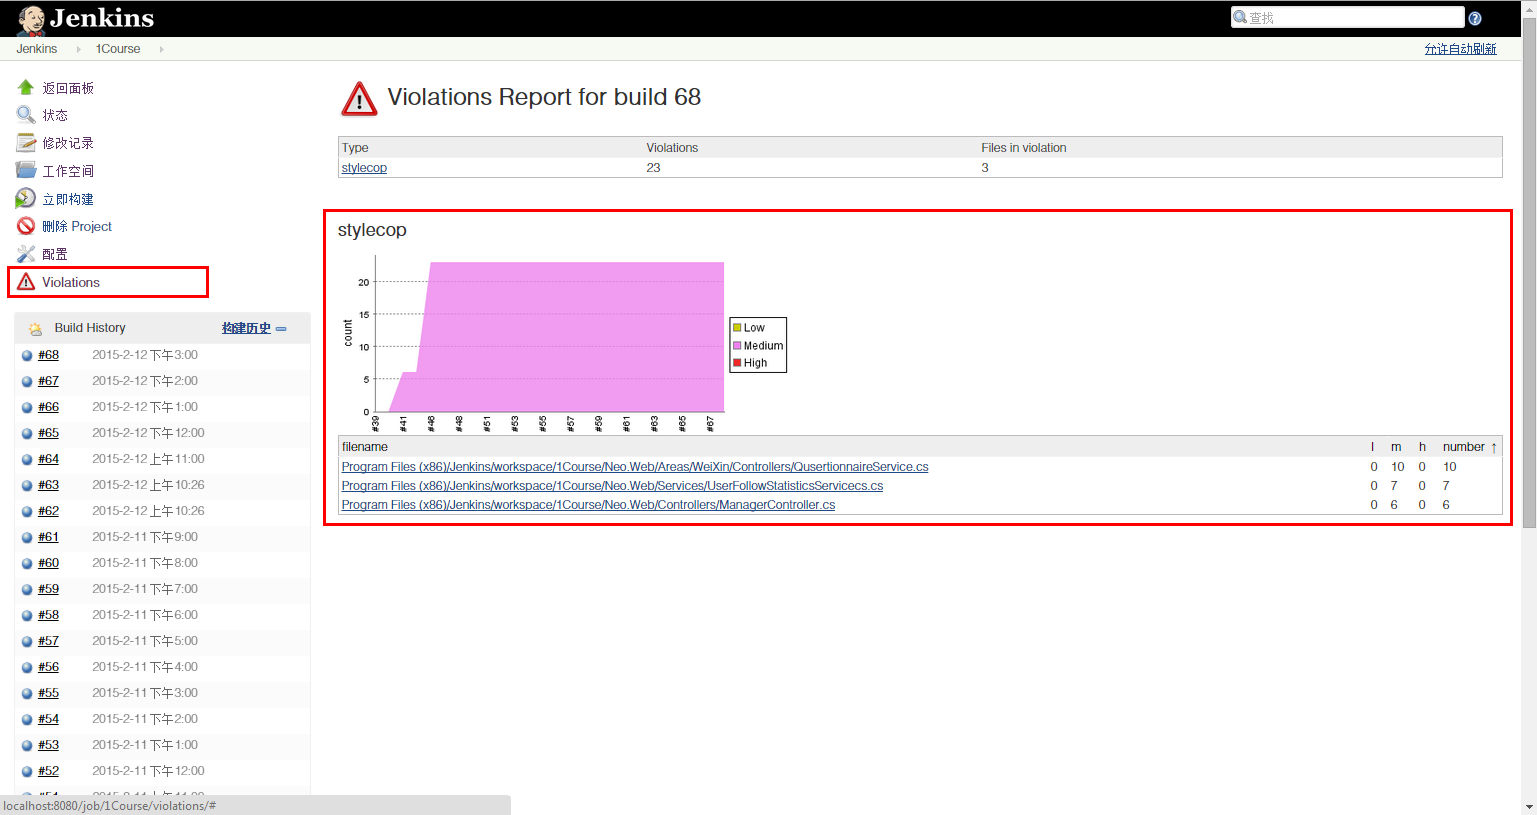 Jenkins
查找
Jenkins 1Course
允许自动刷新
返回面板
状态
修改记录
工作空间
立即构建
删除 Project
配置
Violations
Build History 构建历史
#68 2015-2-12 下午3:00
#67 2015-2-12 下午2:00
#66 2015-2-12 下午1:00
#65 2015-2-12 下午12:00
#64 2015-2-12 上午11:00
#63 2015-2-12 上午10:26
#62 2015-2-12 上午10:26
#61 2015-2-11 下午9:00
#60 2015-2-11 下午8:00
#59 2015-2-11 下午7:00
#58 2015-2-11 下午6:00
#57 2015-2-11 下午5:00
#56 2015-2-11 下午4:00
#55 2015-2-11 下午3:00
#54 2015-2-11 下午2:00
#53 2015-2-11 下午1:00
#52 2015-2-11 下午12:00
localhost:8080/job/1Course/violations/#
Violations Report for build 68
Type Violations Files in violation
stylecop 23 3
stylecop
count
20
15
10
5
0
#39 #41 #46 #48 #51 #53 #55 #57 #59 #61 #63 #65 #67
Low
Medium
High
filename l m h number ↑
Program Files (x86)/Jenkins/workspace/1Course/Neo.Web/Areas/WeiXin/Controllers/QusertionnaireService.cs 0 10 0 10
Program Files (x86)/Jenkins/workspace/1Course/Neo.Web/Services/UserFollowStatisticsServicecs.cs 0 7 0 7
Program Files (x86)/Jenkins/workspace/1Course/Neo.Web/Controllers/ManagerController.cs 0 6 0 6